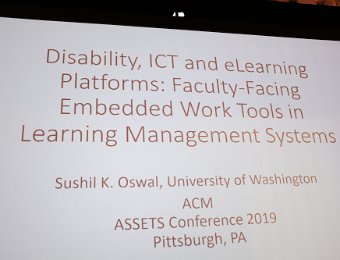 Disability, ICT and eLearning
Platforms: Faculty-Facing
Embedded Work Tools in
Learning Management Systems
Sushil K. Oswal, University of Washington
ACM
ASSETS Conference 2019
Pittsburgh, PA